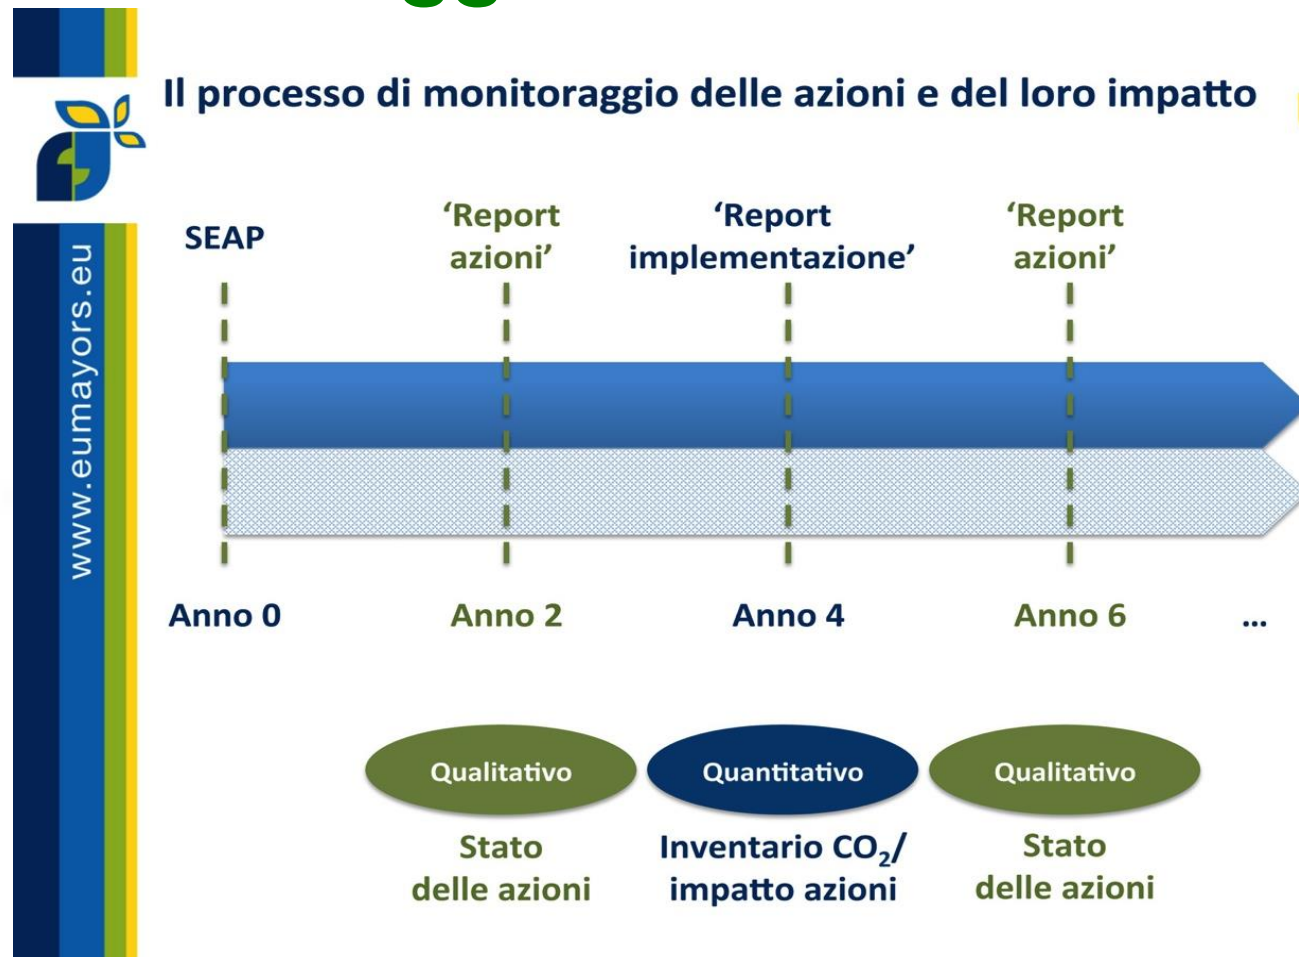 Il processo di monitoraggio delle azioni e del loro impatto
www.eumayors.eu
SEAP
‘Report
azioni’
‘Report
implementazione’
‘Report
azioni’
Anno 0
Anno 2
Anno 4
Anno 6
...
Qualitativo
Quantitativo
Qualitativo
Stato
delle azioni
Inventario CO₂/
impatto azioni
Stato
delle azioni